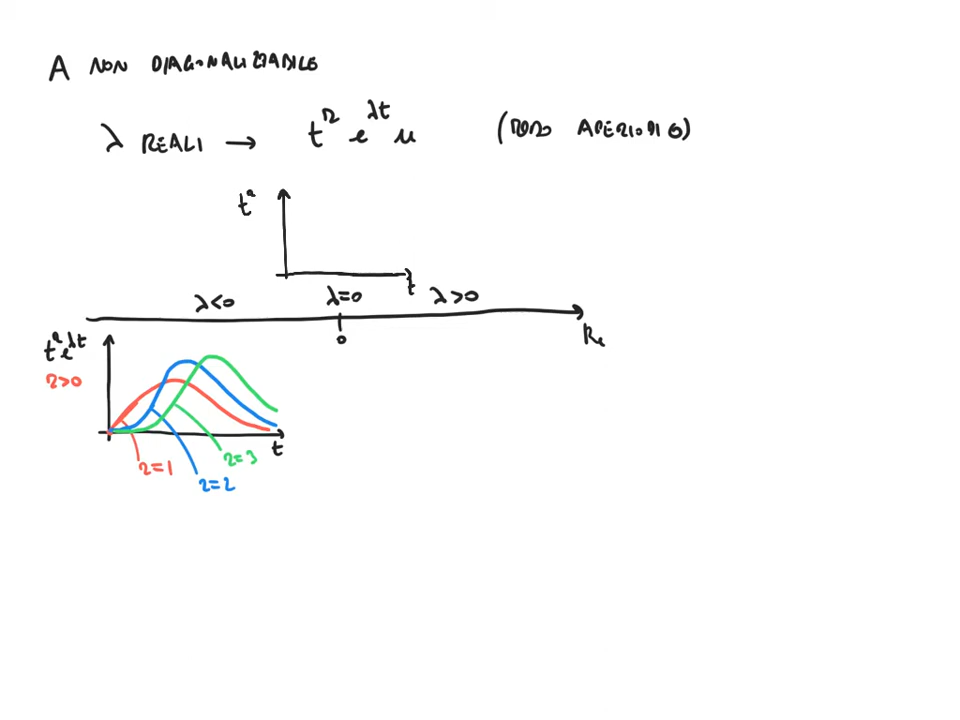 A NON DIAGONALIZZABILE
λ REALI → t^r e^{λt} u (MODO APERIODICO)
t^r
t
λ<0 λ=0 λ>0
0
Re
t^r e^{λt}
r>0
t
r=1
r=3
r=2